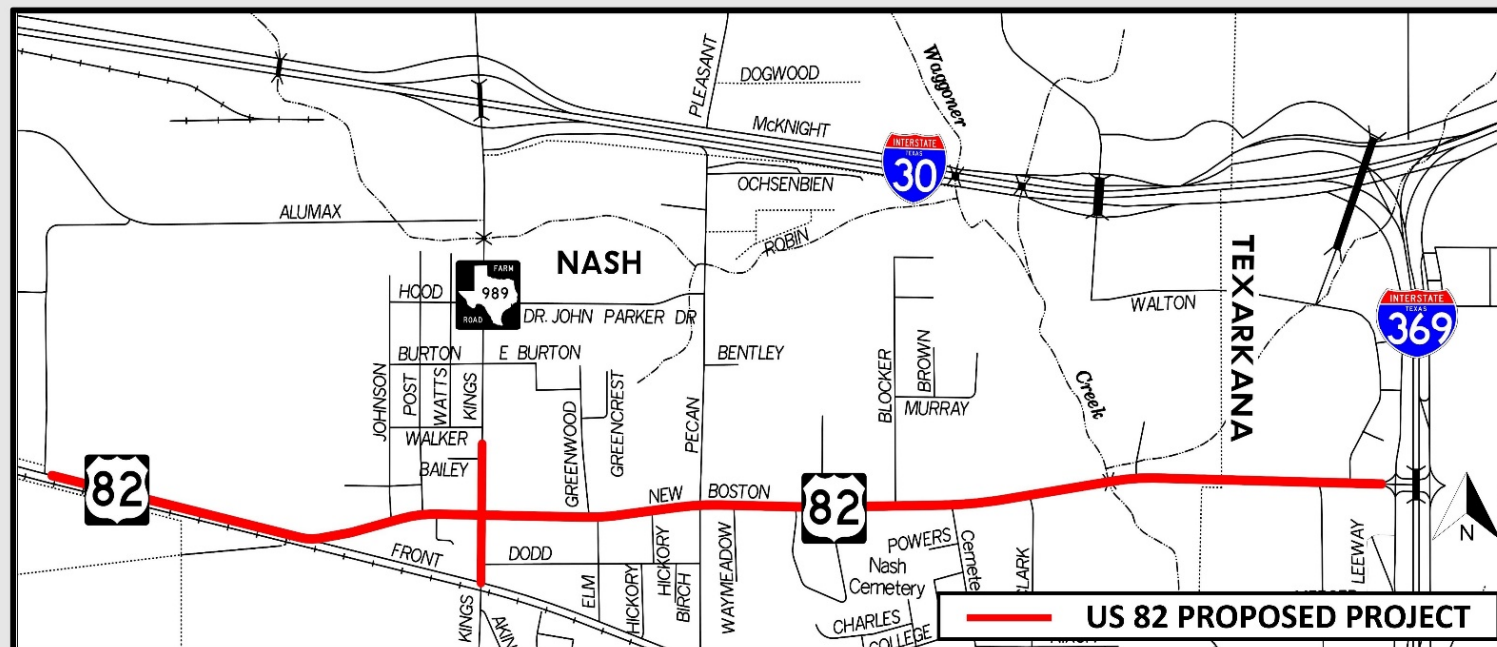 PLEASANT
DOGWOOD
Waggoner
McKNIGHT
INTERSTATE
TEXAS
30
OCHSENBIEN
ALUMAX
ROBIN
NASH
TEXARKANA
FARM
989
ROAD
HOOD
DR. JOHN PARKER DR
WALTON
INTERSTATE
TEXAS
369
BURTON
E BURTON
BENTLEY
JOHNSON
POST
WATTS
KINGS
GREENWOOD
GREENCREST
PECAN
BLOCKER
BROWN
MURRAY
Creek
WALKER
BAILEY
82
NEW BOSTON
82
LEEWAY
N
FRONT
DODD
ELM
HICKORY
HICKORY
BIRCH
WAYMEADOW
POWERS
Nash
Cemetery
Cemete
CLARK
KINGS
AKIN
CHARLES
COLLEGE
US 82 PROPOSED PROJECT